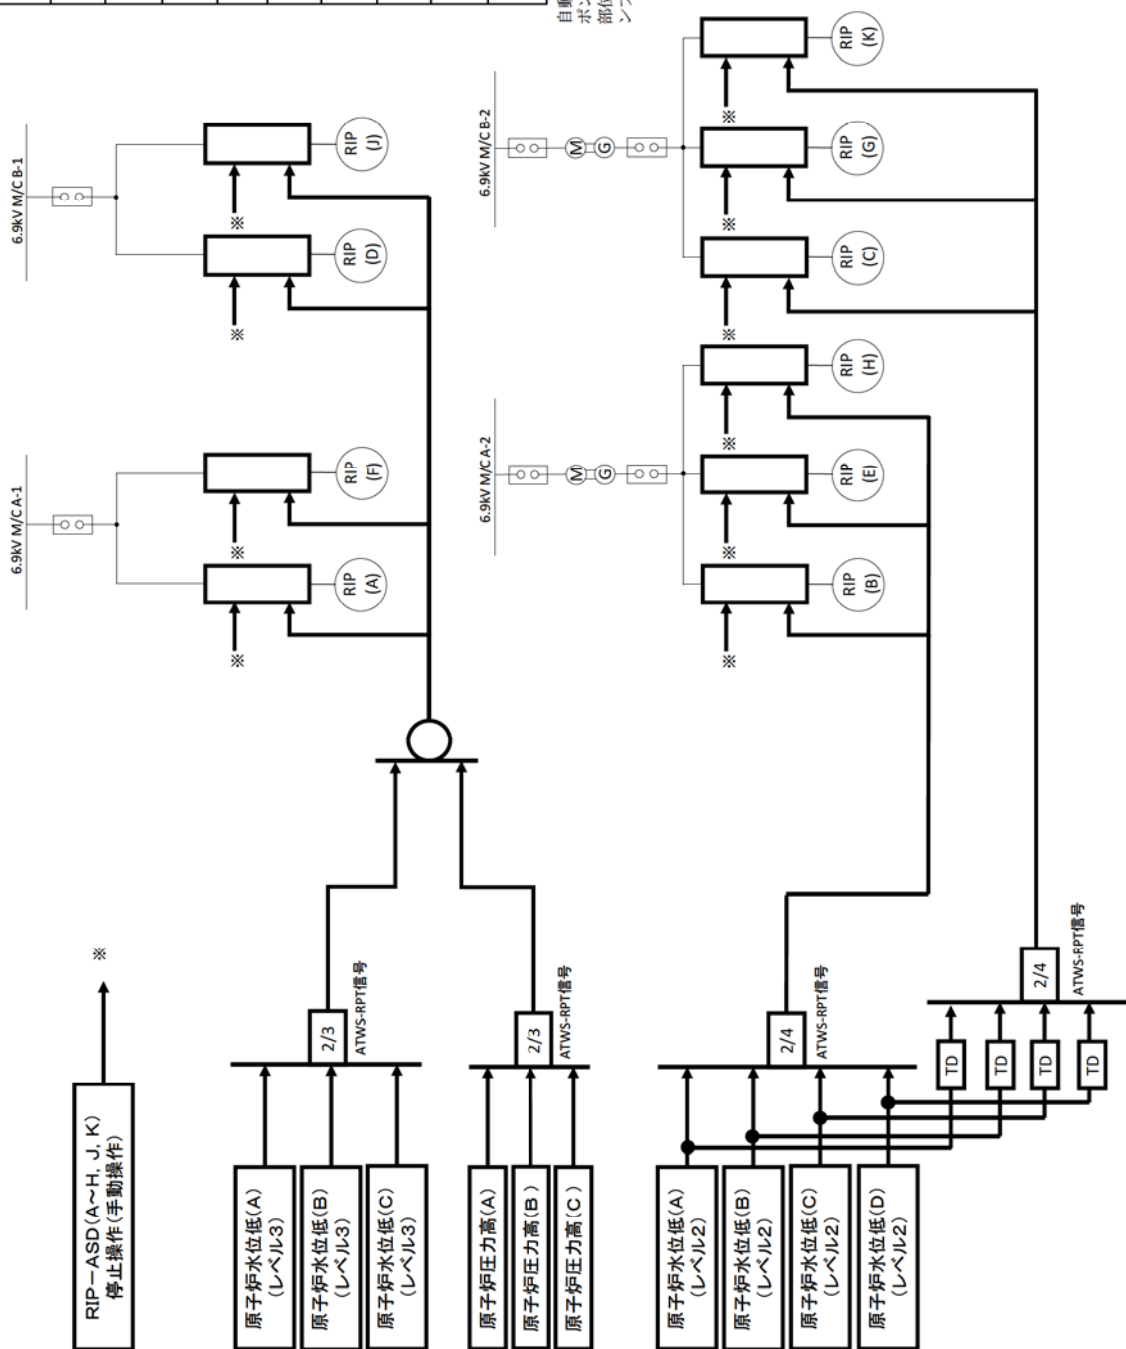 RIP－ASD(A～H, J, K)
停止操作(手動操作)
※
原子炉水位低(A)
(レベル3)
原子炉水位低(B)
(レベル3)
原子炉水位低(C)
(レベル3)
2/3
ATWS-RPT信号
原子炉圧力高(A)
原子炉圧力高(B)
原子炉圧力高(C)
2/3
ATWS-RPT信号
原子炉水位低(A)
(レベル2)
原子炉水位低(B)
(レベル2)
原子炉水位低(C)
(レベル2)
原子炉水位低(D)
(レベル2)
2/4
ATWS-RPT信号
TD
TD
TD
TD
2/4
ATWS-RPT信号
6.9kV M/C A-1
※
※
RIP
(A)
RIP
(F)
6.9kV M/C B-1
※
※
RIP
(D)
RIP
(J)
6.9kV M/C A-2
M
G
※
※
※
RIP
(B)
RIP
(E)
RIP
(H)
6.9kV M/C B-2
M
G
※
※
※
RIP
(C)
RIP
(G)
RIP
(K)